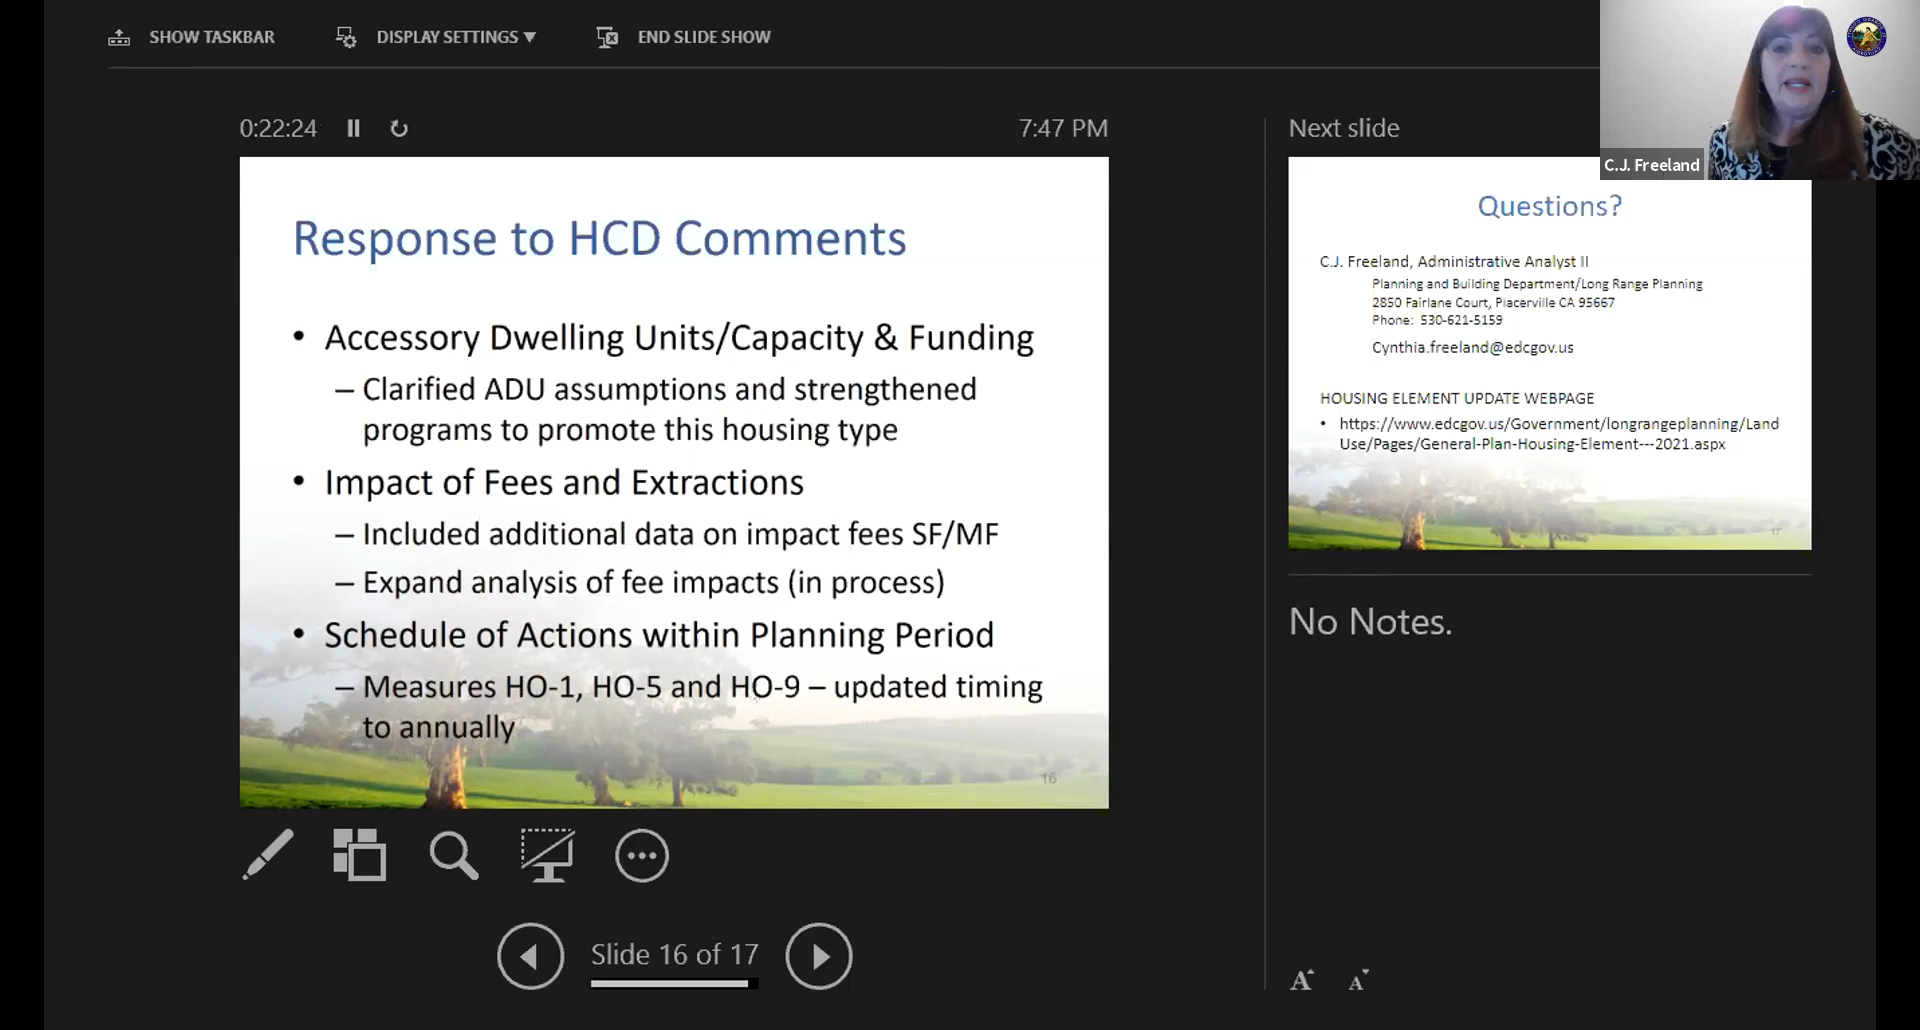 SHOW TASKBAR
DISPLAY SETTINGS ▼
END SLIDE SHOW
C.J. Freeland
0:22:24
7:47 PM
Response to HCD Comments
• Accessory Dwelling Units/Capacity & Funding
– Clarified ADU assumptions and strengthened
programs to promote this housing type
• Impact of Fees and Extractions
– Included additional data on impact fees SF/MF
– Expand analysis of fee impacts (in process)
• Schedule of Actions within Planning Period
– Measures HO-1, HO-5 and HO-9 – updated timing
to annually
16
Slide 16 of 17
Next slide
Questions?
C.J. Freeland, Administrative Analyst II
Planning and Building Department/Long Range Planning
2850 Fairlane Court, Placerville CA 95667
Phone: 530-621-5159
Cynthia.freeland@edcgov.us
HOUSING ELEMENT UPDATE WEBPAGE
• https://www.edcgov.us/Government/longrangeplanning/Land
Use/Pages/General-Plan-Housing-Element---2021.aspx
17
No Notes.
A A